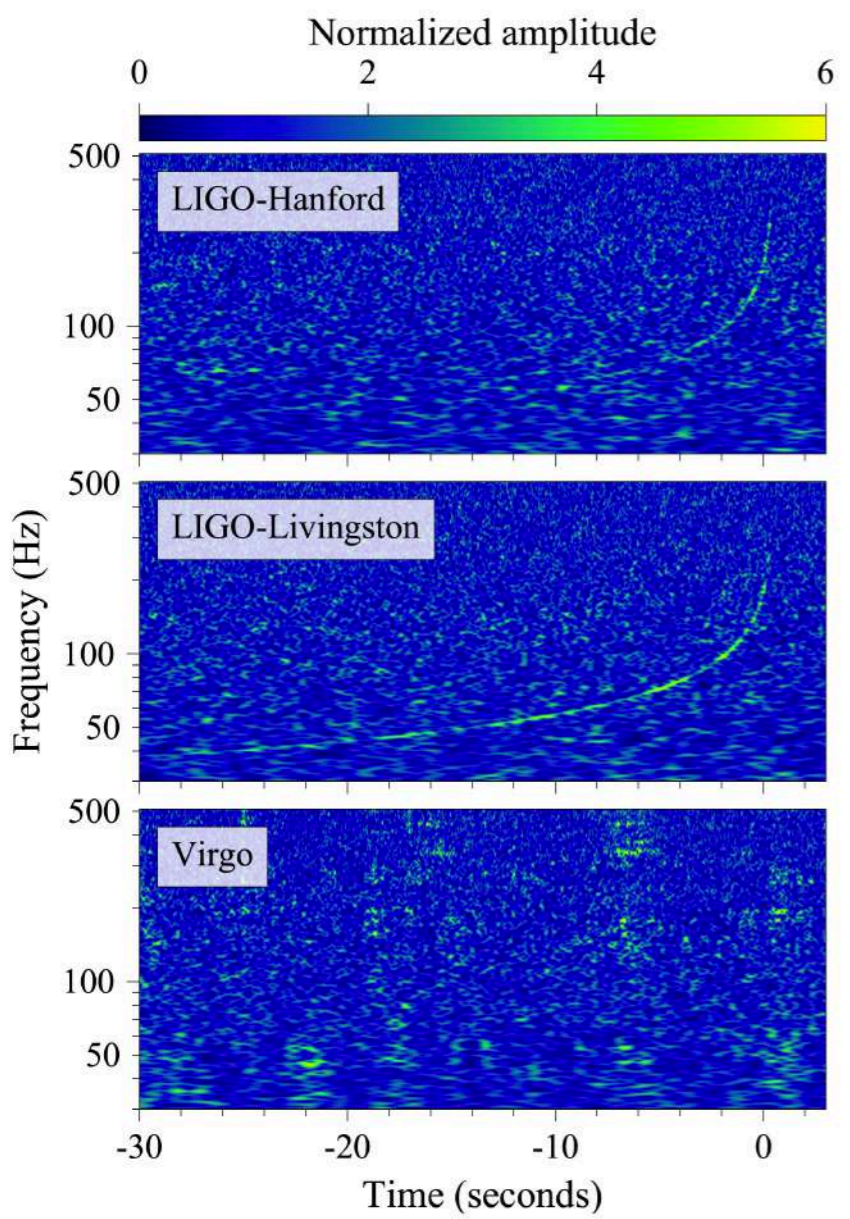 Normalized amplitude
0 2 4 6
500
LIGO-Hanford
100
50
500
LIGO-Livingston
100
50
Frequency (Hz)
500
Virgo
100
50
-30 -20 -10 0
Time (seconds)